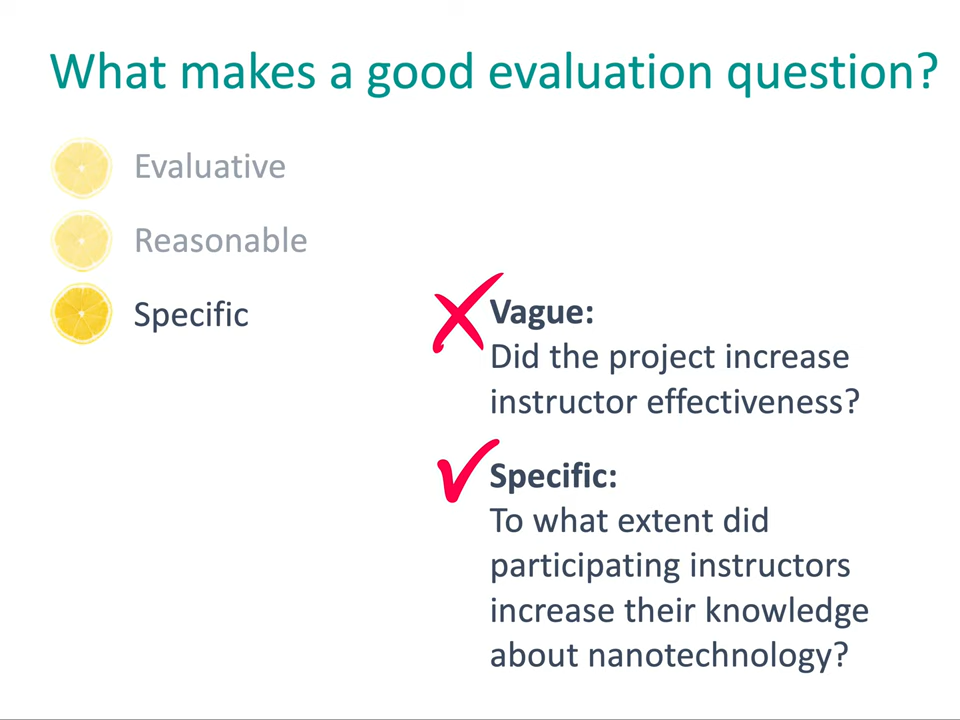 What makes a good evaluation question?
Evaluative
Reasonable
Specific
Vague:
Did the project increase
instructor effectiveness?
Specific:
To what extent did
participating instructors
increase their knowledge
about nanotechnology?